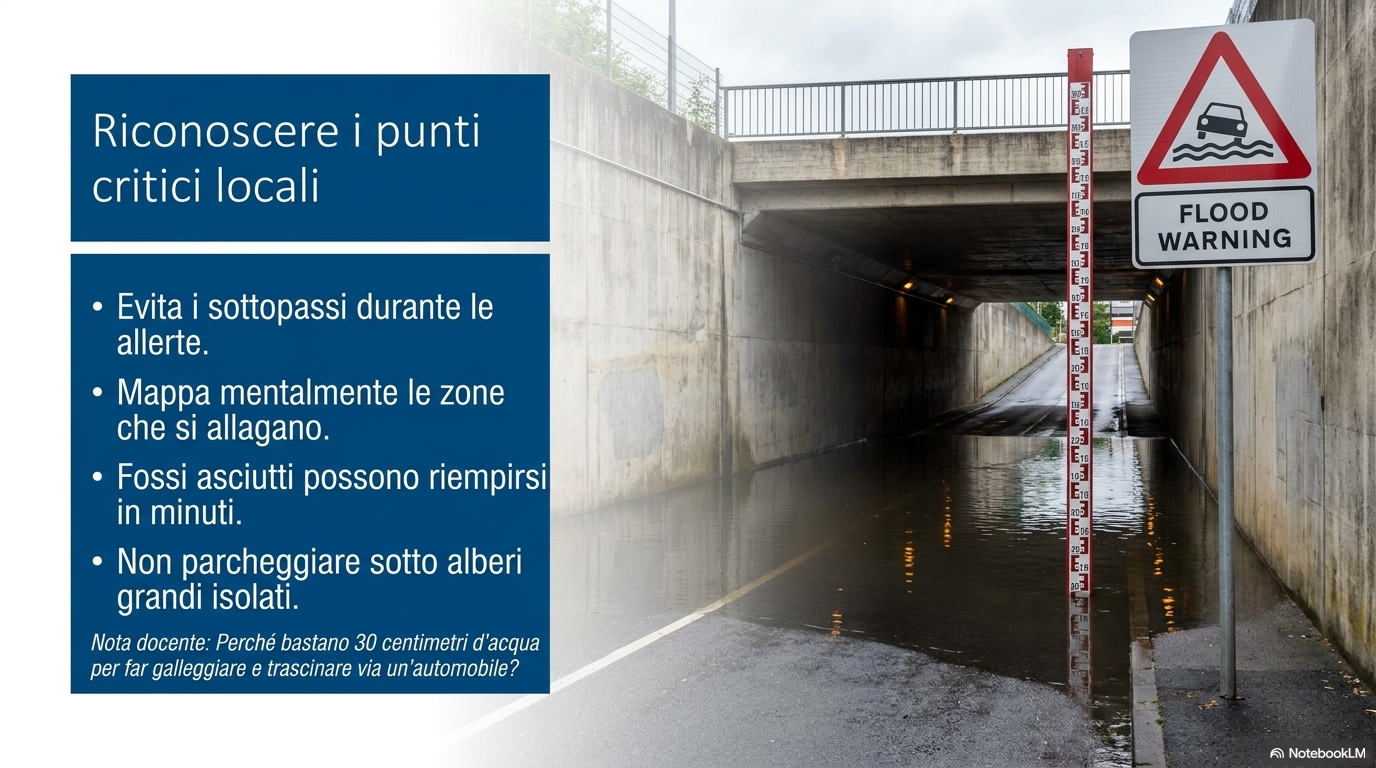 Riconoscere i punti
critici locali
• Evita i sottopassi durante le
allerte.
• Mappa mentalmente le zone
che si allagano.
• Fossi asciutti possono riempirsi
in minuti.
• Non parcheggiare sotto alberi
grandi isolati.
Nota docente: Perché bastano 30 centimetri d'acqua
per far galleggiare e trascinare via un'automobile?
FLOOD
WARNING
NotebookLM